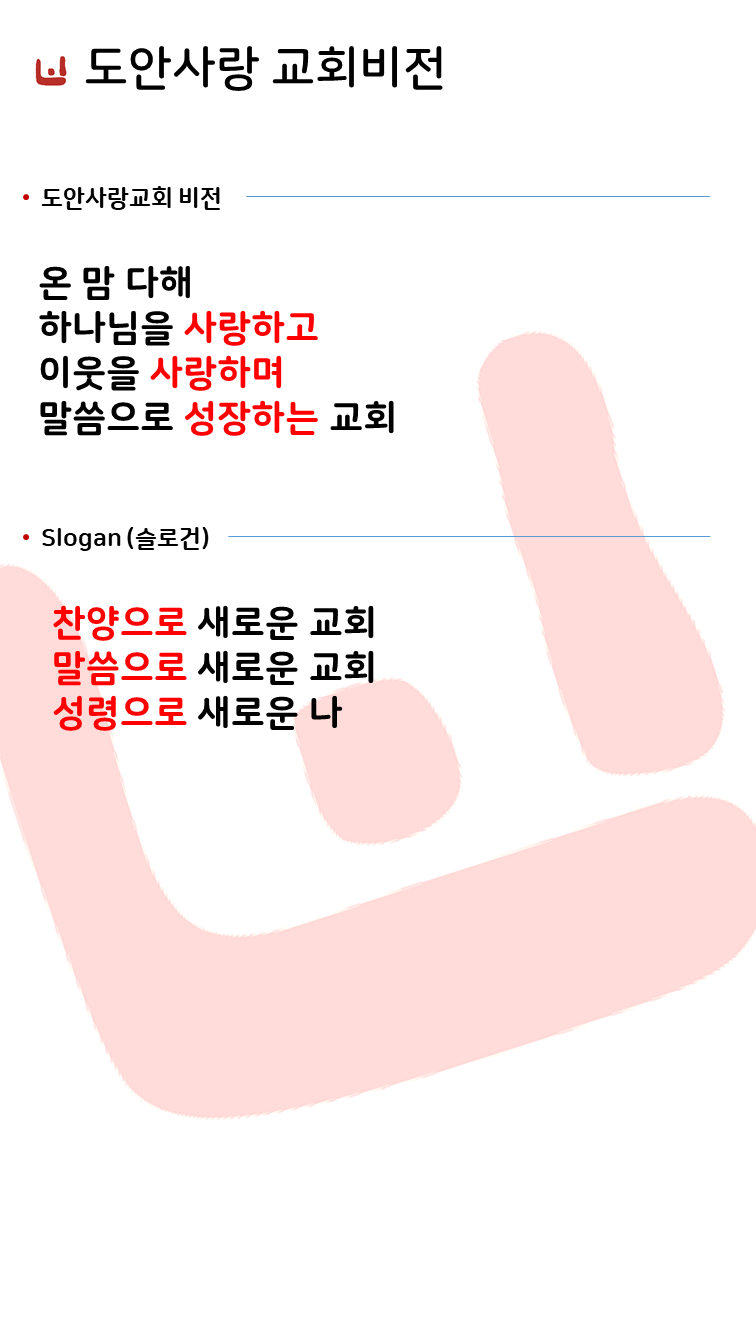 도안사랑 교회비전
• 도안사랑교회 비전
온 맘 다해
하나님을 사랑하고
이웃을 사랑하며
말씀으로 성장하는 교회
• Slogan (슬로건)
찬양으로 새로운 교회
말씀으로 새로운 교회
성령으로 새로운 나